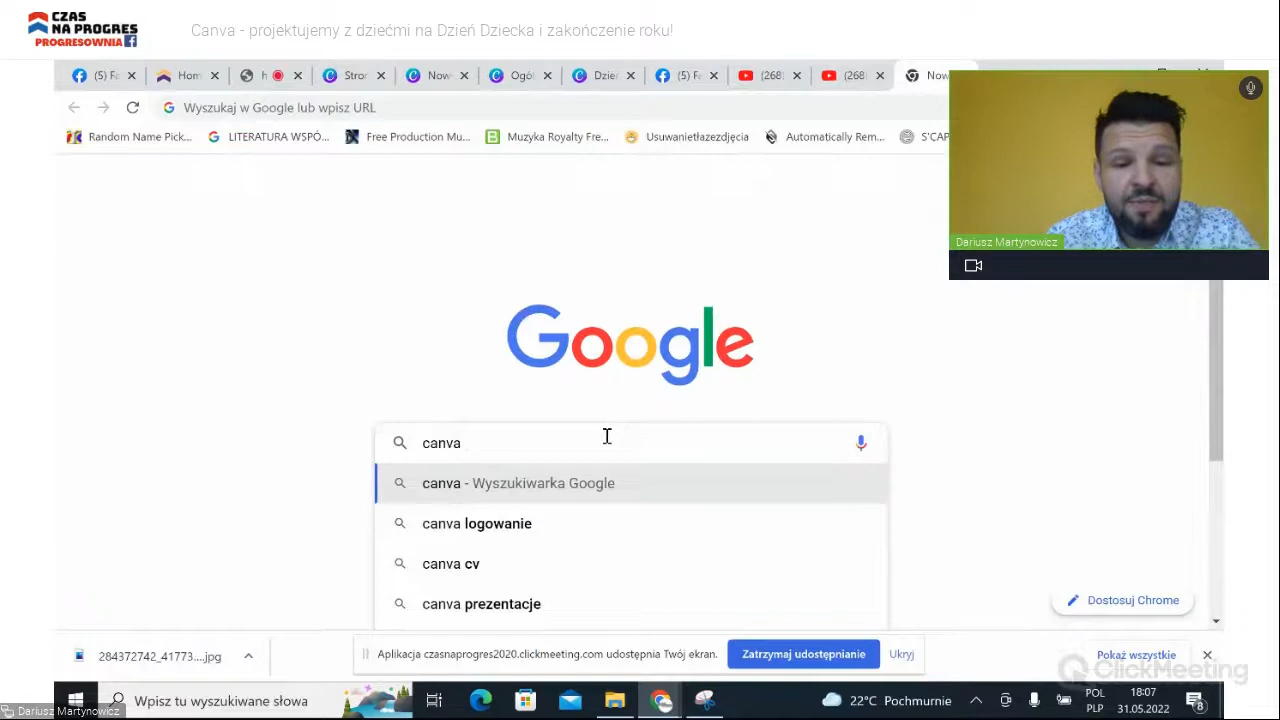 CZAS
NA PROGRES
PROGRESOWNIA
Canva - projektujemy z dziećmi na Dzień Dziecka i zakończenie roku!
(5) Fa
Hom
h
Stror
Now
Ogó
Dzie
(5) Fa
(268
(268
Now
Wyszukaj w Google lub wpisz URL
Random Name Pick...
LITERATURA WSPÓ...
Free Production Mu...
Muzyka Royalty Fre...
Usuwanietłazezdjęcia
Automatically Rem...
S'CAP
Dariusz Martynowicz
Google
canva
canva - Wyszukiwarka Google
canva logowanie
canva cv
canva prezentacje
Dostosuj Chrome
284372742_41773....jpg
Aplikacja czasnaprogres2020.clickmeeting.com udostępnia Twój ekran.
Zatrzymaj udostępnianie
Ukryj
Pokaż wszystkie
ClickMeeting
Wpisz tu wyszukiwane słowa
22°C Pochmurnie
POL
PLP
18:07
31.05.2022
8
Dariusz Martynowicz